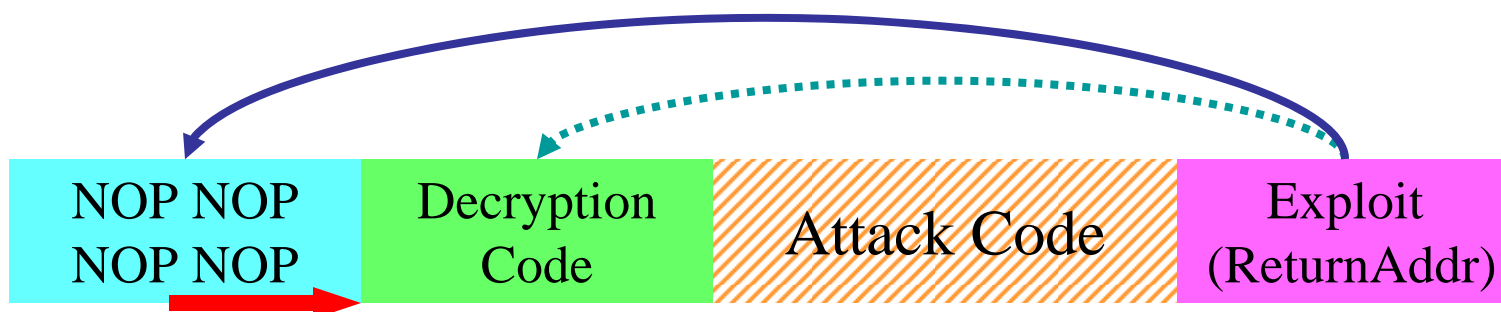 NOP NOP
NOP NOP
Decryption
Code
Attack Code
Exploit
(ReturnAddr)